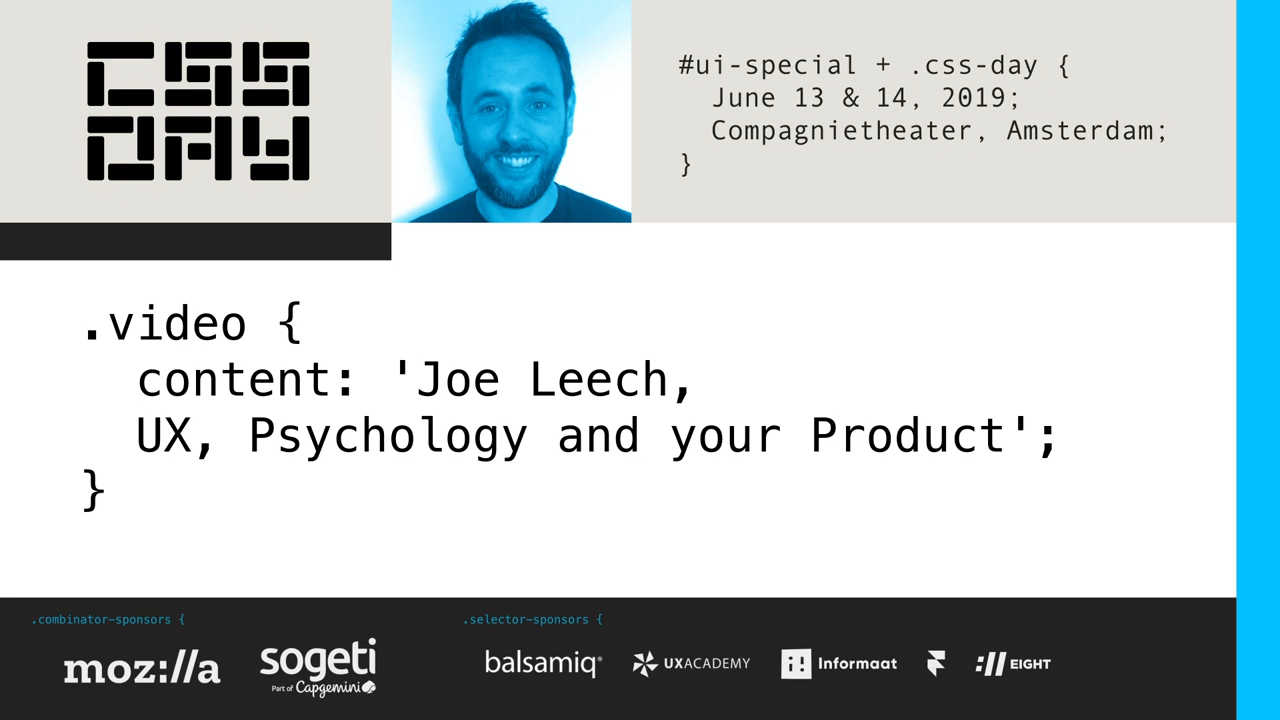 CSS
DAY
#ui-special + .css-day {
June 13 & 14, 2019;
Compagnietheater, Amsterdam;
}
.video {
content: 'Joe Leech,
UX, Psychology and your Product';
}
.combinator-sponsors {
moz://a
sogeti
Part of Capgemini
.selector-sponsors {
balsamiq®
UXACADEMY
i! Informaat
://EIGHT